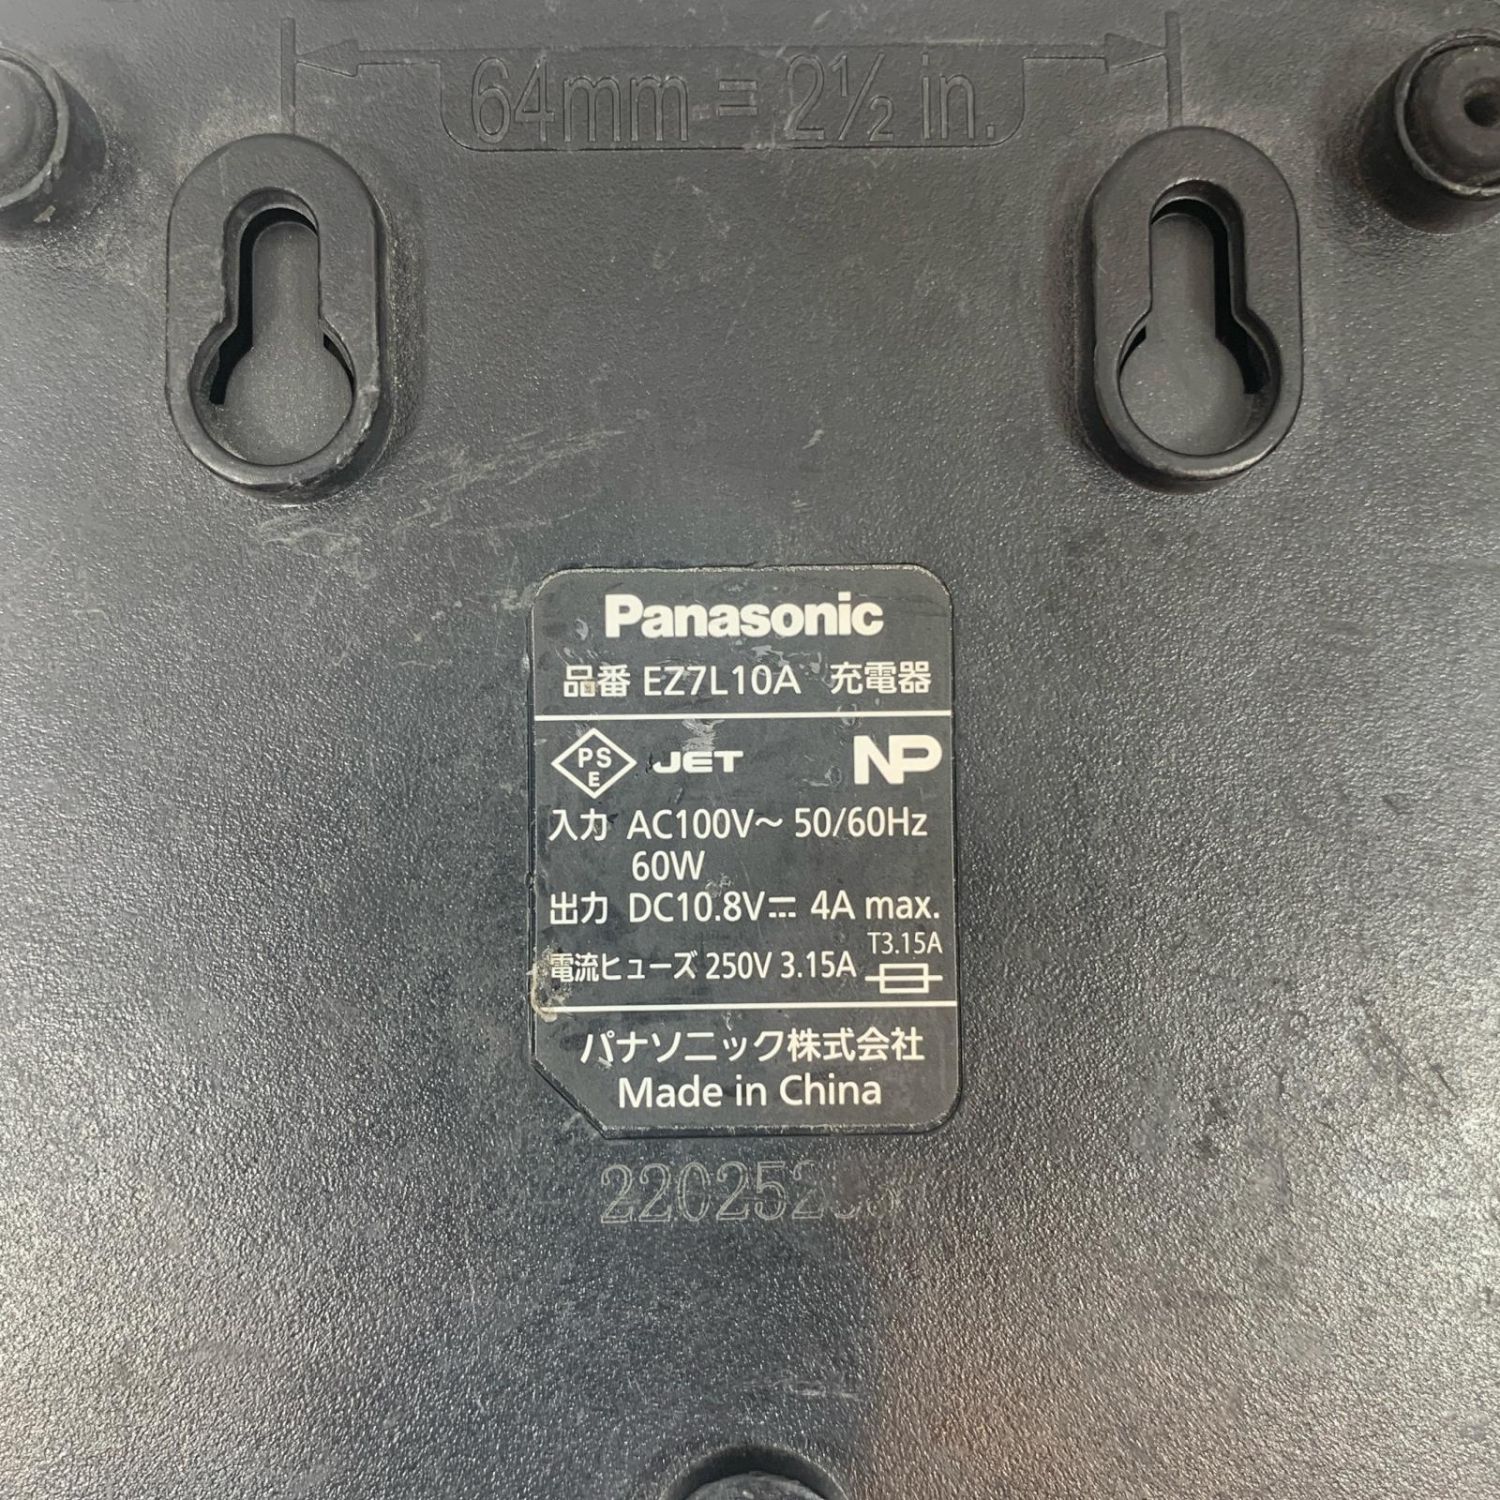 64mm = 2½ in.
Panasonic
品番 EZ7L10A 充電器
PS E JET NP
入力 AC100V～ 50/60Hz
60W
出力 DC10.8V⎓ 4A max.
T3.15A
電流ヒューズ 250V 3.15A
パナソニック株式会社
Made in China